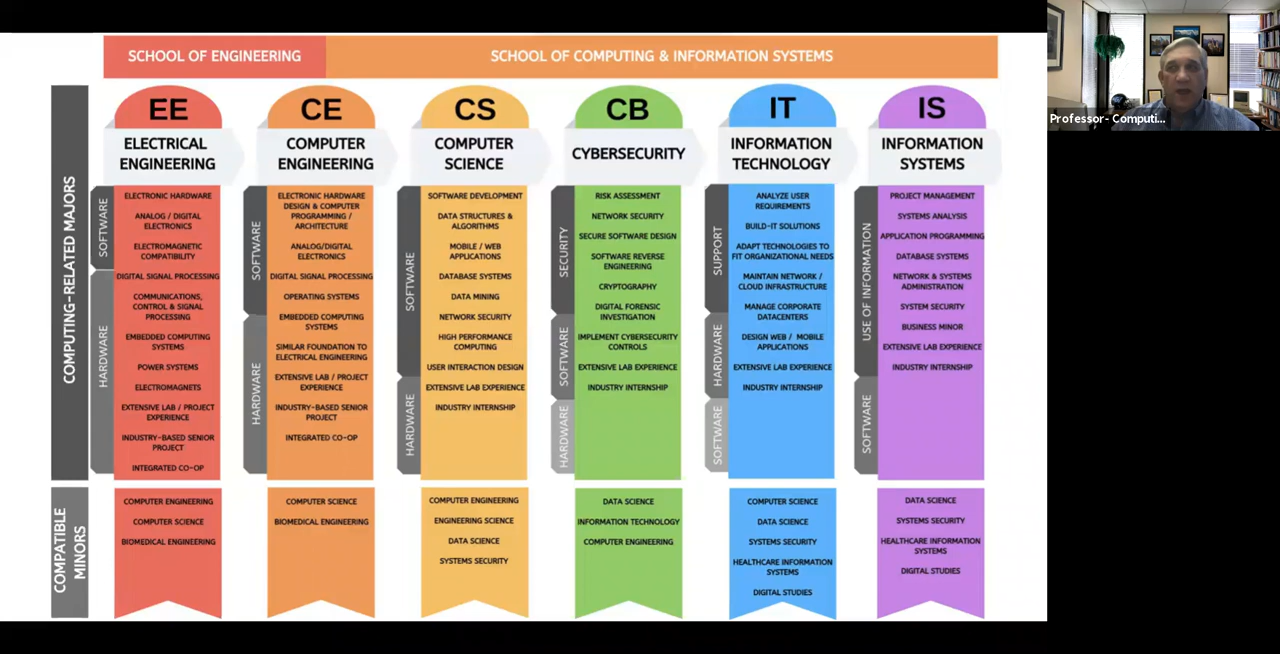 SCHOOL OF ENGINEERING
SCHOOL OF COMPUTING & INFORMATION SYSTEMS
Professor- Computi...
COMPUTING-RELATED MAJORS
EE
ELECTRICAL
ENGINEERING
SOFTWARE
HARDWARE
ELECTRONIC HARDWARE
ANALOG / DIGITAL
ELECTRONICS
ELECTROMAGNETIC
COMPATIBILITY
DIGITAL SIGNAL PROCESSING
COMMUNICATIONS,
CONTROL & SIGNAL
PROCESSING
EMBEDDED COMPUTING
SYSTEMS
POWER SYSTEMS
ELECTROMAGNETS
EXTENSIVE LAB / PROJECT
EXPERIENCE
INDUSTRY-BASED SENIOR
PROJECT
INTEGRATED CO-OP
CE
COMPUTER
ENGINEERING
SOFTWARE
HARDWARE
ELECTRONIC HARDWARE
DESIGN & COMPUTER
PROGRAMMING /
ARCHITECTURE
ANALOG/DIGITAL
ELECTRONICS
DIGITAL SIGNAL PROCESSING
OPERATING SYSTEMS
EMBEDDED COMPUTING
SYSTEMS
SIMILAR FOUNDATION TO
ELECTRICAL ENGINEERING
EXTENSIVE LAB / PROJECT
EXPERIENCE
INDUSTRY-BASED SENIOR
PROJECT
INTEGRATED CO-OP
CS
COMPUTER
SCIENCE
SOFTWARE
HARDWARE
SOFTWARE DEVELOPMENT
DATA STRUCTURES &
ALGORITHMS
MOBILE / WEB
APPLICATIONS
DATABASE SYSTEMS
DATA MINING
NETWORK SECURITY
HIGH PERFORMANCE
COMPUTING
USER INTERACTION DESIGN
EXTENSIVE LAB EXPERIENCE
INDUSTRY INTERNSHIP
CB
CYBERSECURITY
SECURITY
SOFTWARE
HARDWARE
RISK ASSESSMENT
NETWORK SECURITY
SECURE SOFTWARE DESIGN
SOFTWARE REVERSE
ENGINEERING
CRYPTOGRAPHY
DIGITAL FORENSIC
INVESTIGATION
IMPLEMENT CYBERSECURITY
CONTROLS
EXTENSIVE LAB EXPERIENCE
INDUSTRY INTERNSHIP
IT
INFORMATION
TECHNOLOGY
SUPPORT
HARDWARE
SOFTWARE
ANALYZE USER
REQUIREMENTS
BUILD-IT SOLUTIONS
ADAPT TECHNOLOGIES TO
FIT ORGANIZATIONAL NEEDS
MAINTAIN NETWORK /
CLOUD INFRASTRUCTURE
MANAGE CORPORATE
DATACENTERS
DESIGN WEB / MOBILE
APPLICATIONS
EXTENSIVE LAB EXPERIENCE
INDUSTRY INTERNSHIP
IS
INFORMATION
SYSTEMS
USE OF INFORMATION
SOFTWARE
PROJECT MANAGEMENT
SYSTEMS ANALYSIS
APPLICATION PROGRAMMING
DATABASE SYSTEMS
NETWORK & SYSTEMS
ADMINISTRATION
SYSTEM SECURITY
BUSINESS MINOR
EXTENSIVE LAB EXPERIENCE
INDUSTRY INTERNSHIP
COMPATIBLE
MINORS
COMPUTER ENGINEERING
COMPUTER SCIENCE
BIOMEDICAL ENGINEERING
COMPUTER SCIENCE
BIOMEDICAL ENGINEERING
COMPUTER ENGINEERING
ENGINEERING SCIENCE
DATA SCIENCE
SYSTEMS SECURITY
DATA SCIENCE
INFORMATION TECHNOLOGY
COMPUTER ENGINEERING
COMPUTER SCIENCE
DATA SCIENCE
SYSTEMS SECURITY
HEALTHCARE INFORMATION
SYSTEMS
DIGITAL STUDIES
DATA SCIENCE
SYSTEMS SECURITY
HEALTHCARE INFORMATION
SYSTEMS
DIGITAL STUDIES